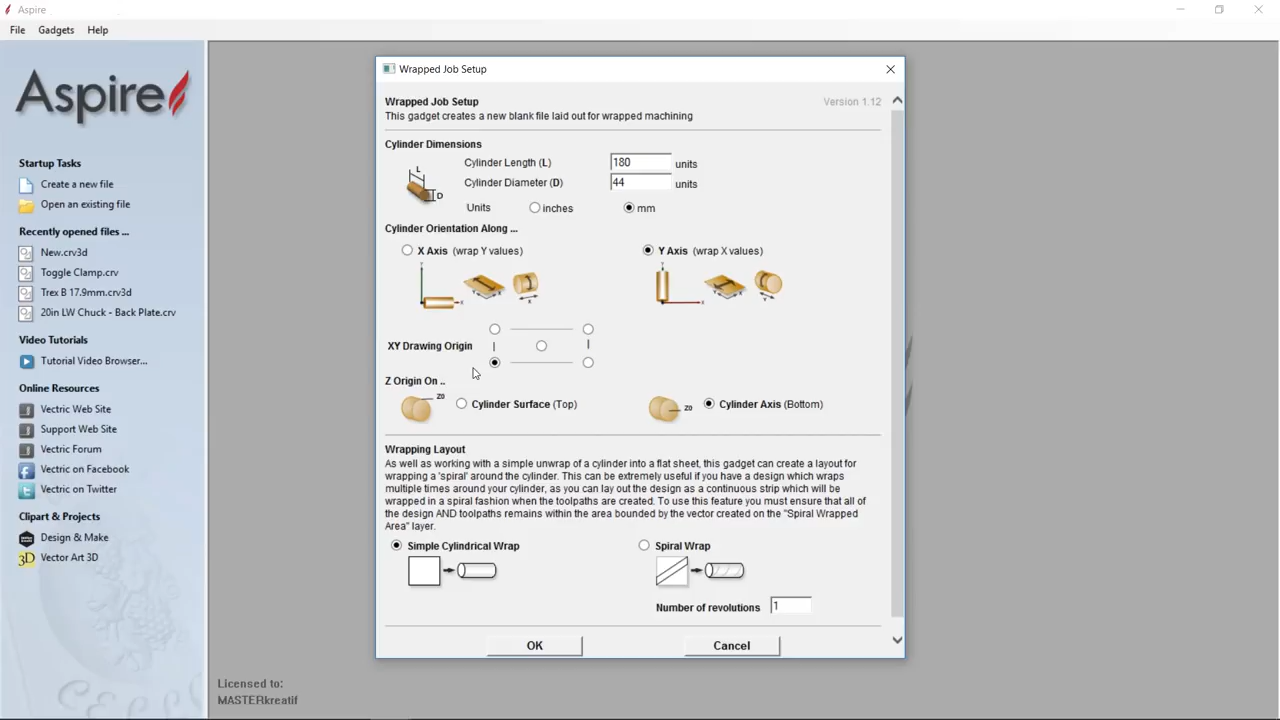 Aspire
File Gadgets Help
Aspire
Startup Tasks
Create a new file
Open an existing file
Recently opened files ...
New.crv3d
Toggle Clamp.crv
Trex B 17.9mm.crv3d
20in LW Chuck - Back Plate.crv
Video Tutorials
Tutorial Video Browser...
Online Resources
Vectric Web Site
Support Web Site
Vectric Forum
Vectric on Facebook
Vectric on Twitter
Clipart & Projects
Design & Make
3D Vector Art 3D
Licensed to:
MASTERkreatif
Wrapped Job Setup
Wrapped Job Setup Version 1.12
This gadget creates a new blank file laid out for wrapped machining
Cylinder Dimensions
L
D
Cylinder Length (L) 180 units
Cylinder Diameter (D) 44 units
Units inches mm
Cylinder Orientation Along ...
X Axis (wrap Y values) Y Axis (wrap X values)
Y X X Y X Y
XY Drawing Origin
Z Origin On ..
Z0 Cylinder Surface (Top) Z0 Cylinder Axis (Bottom)
Wrapping Layout
As well as working with a simple unwrap of a cylinder into a flat sheet, this gadget can create a layout for
wrapping a 'spiral' around the cylinder. This can be extremely useful if you have a design which wraps
multiple times around your cylinder, as you can lay out the design as a continuous strip which will be
wrapped in a spiral fashion when the toolpaths are created. To use this feature you must ensure that all of
the design AND toolpaths remains within the area bounded by the vector created on the "Spiral Wrapped
Area" layer.
Simple Cylindrical Wrap Spiral Wrap
Number of revolutions 1
OK Cancel